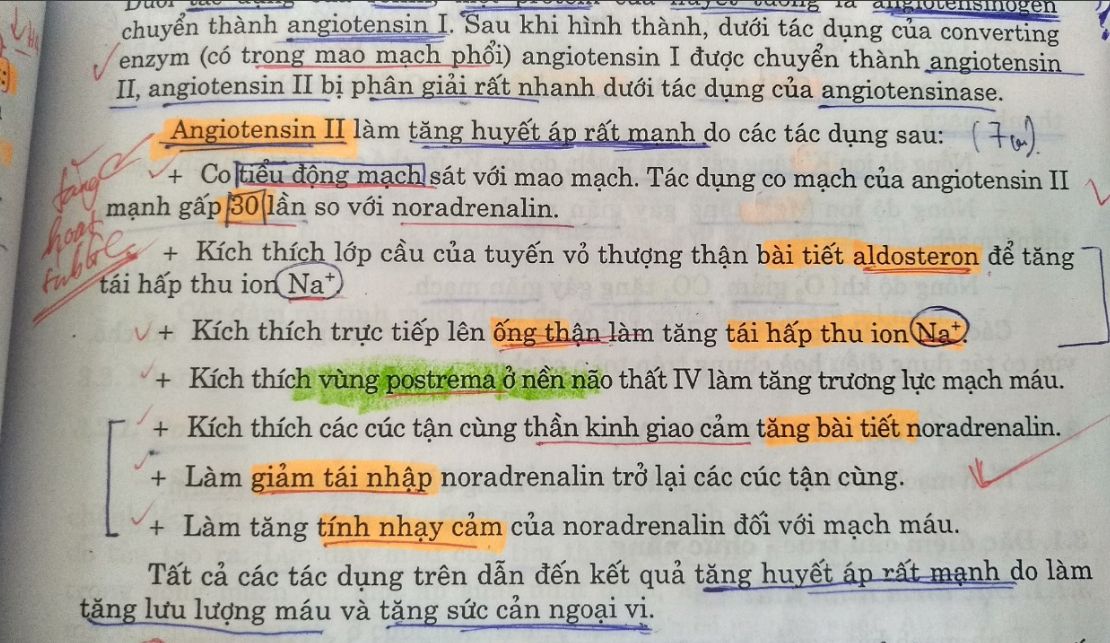 là angiotensinogen
chuyển thành angiotensin I. Sau khi hình thành, dưới tác dụng của converting
enzym (có trong mao mạch phổi) angiotensin I được chuyển thành angiotensin
II, angiotensin II bị phân giải rất nhanh dưới tác dụng của angiotensinase.
Angiotensin II làm tăng huyết áp rất mạnh do các tác dụng sau:
+ Co tiểu động mạch sát với mao mạch. Tác dụng co mạch của angiotensin II
mạnh gấp 30 lần so với noradrenalin.
+ Kích thích lớp cầu của tuyến vỏ thượng thận bài tiết aldosteron để tăng
tái hấp thu ion Na⁺.
+ Kích thích trực tiếp lên ống thận làm tăng tái hấp thu ion Na⁺.
+ Kích thích vùng postrema ở nền não thất IV làm tăng trương lực mạch máu.
+ Kích thích các cúc tận cùng thần kinh giao cảm tăng bài tiết noradrenalin.
+ Làm giảm tái nhập noradrenalin trở lại các cúc tận cùng.
+ Làm tăng tính nhạy cảm của noradrenalin đối với mạch máu.
Tất cả các tác dụng trên dẫn đến kết quả tăng huyết áp rất mạnh do làm
tăng lưu lượng máu và tăng sức cản ngoại vi.